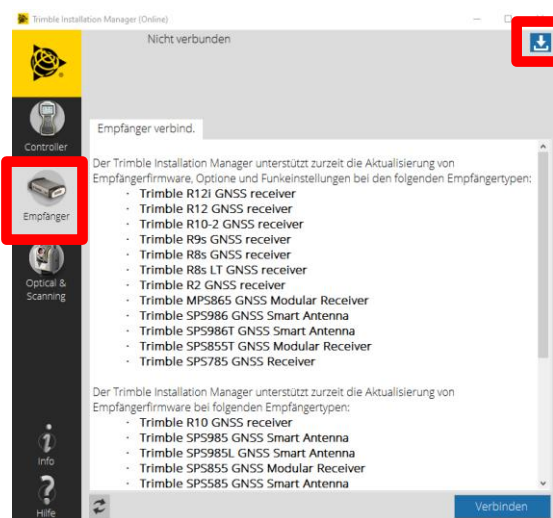 Trimble Installation Manager (Online)
Nicht verbunden
Controller
Empfänger
Optical &
Scanning
Info
Hilfe
Empfänger verbind.
Der Trimble Installation Manager unterstützt zurzeit die Aktualisierung von
Empfängerfirmware, Optione und Funkeinstellungen bei den folgenden Empfängertypen:
· Trimble R12i GNSS receiver
· Trimble R12 GNSS receiver
· Trimble R10-2 GNSS receiver
· Trimble R9s GNSS receiver
· Trimble R8s GNSS receiver
· Trimble R8s LT GNSS receiver
· Trimble R2 GNSS receiver
· Trimble MPS865 GNSS Modular Receiver
· Trimble SPS986 GNSS Smart Antenna
· Trimble SPS986T GNSS Smart Antenna
· Trimble SPS855T GNSS Modular Receiver
· Trimble SPS785 GNSS Receiver
Der Trimble Installation Manager unterstützt zurzeit die Aktualisierung von
Empfängerfirmware bei folgenden Empfängertypen:
· Trimble R10 GNSS receiver
· Trimble SPS985 GNSS Smart Antenna
· Trimble SPS985L GNSS Smart Antenna
· Trimble SPS855 GNSS Modular Receiver
· Trimble SPS585 GNSS Smart Antenna
Verbinden